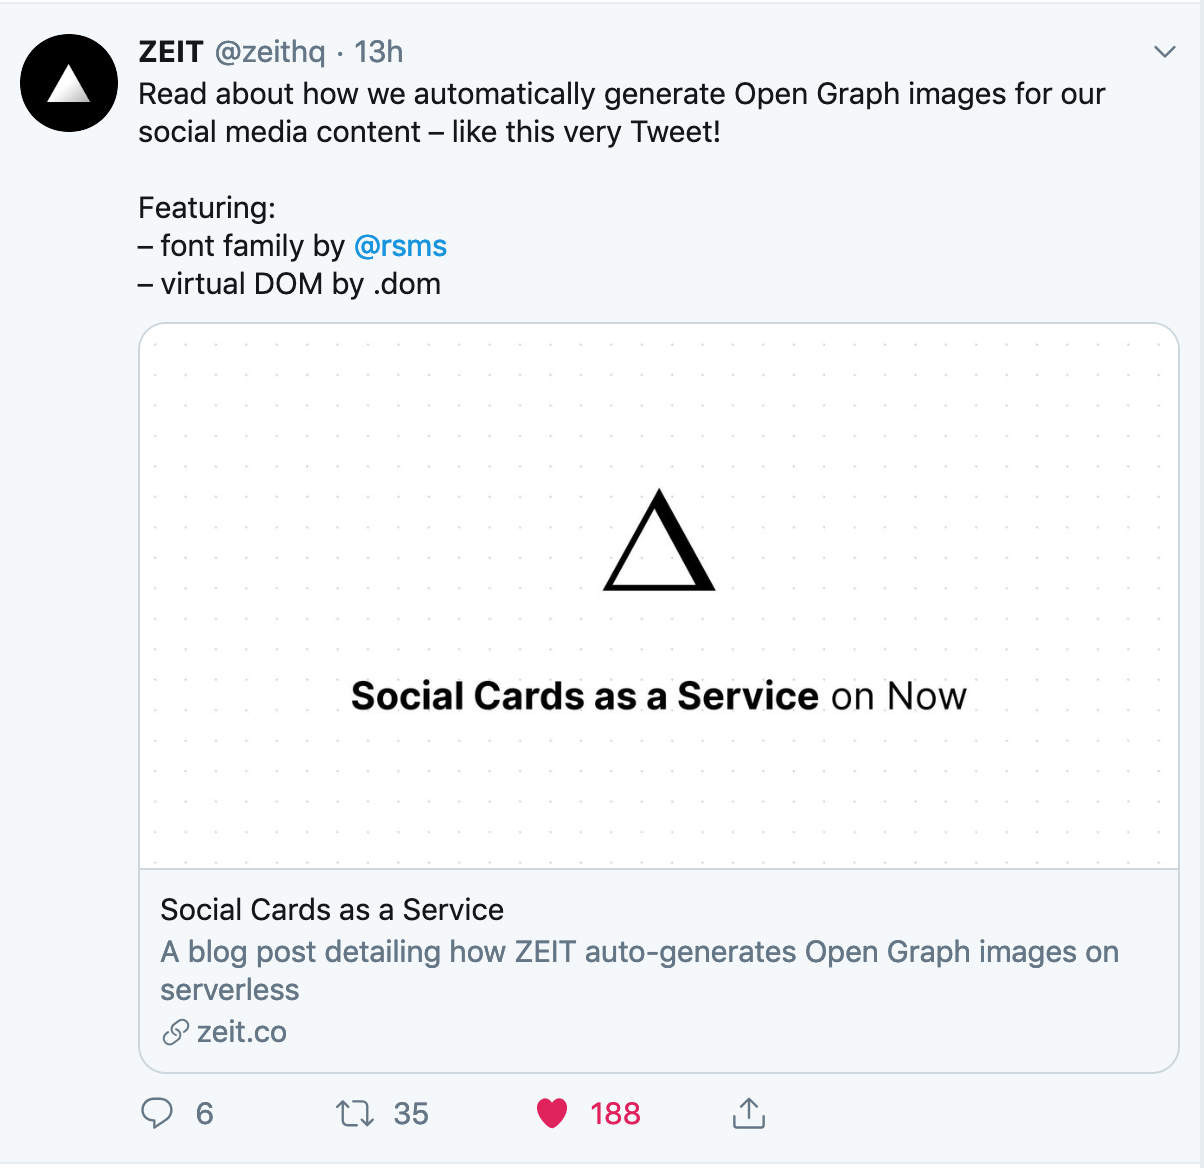 ZEIT @zeithq · 13h
Read about how we automatically generate Open Graph images for our
social media content – like this very Tweet!
Featuring:
– font family by @rsms
– virtual DOM by .dom
Social Cards as a Service on Now
Social Cards as a Service
A blog post detailing how ZEIT auto-generates Open Graph images on
serverless
zeit.co
6 35 188